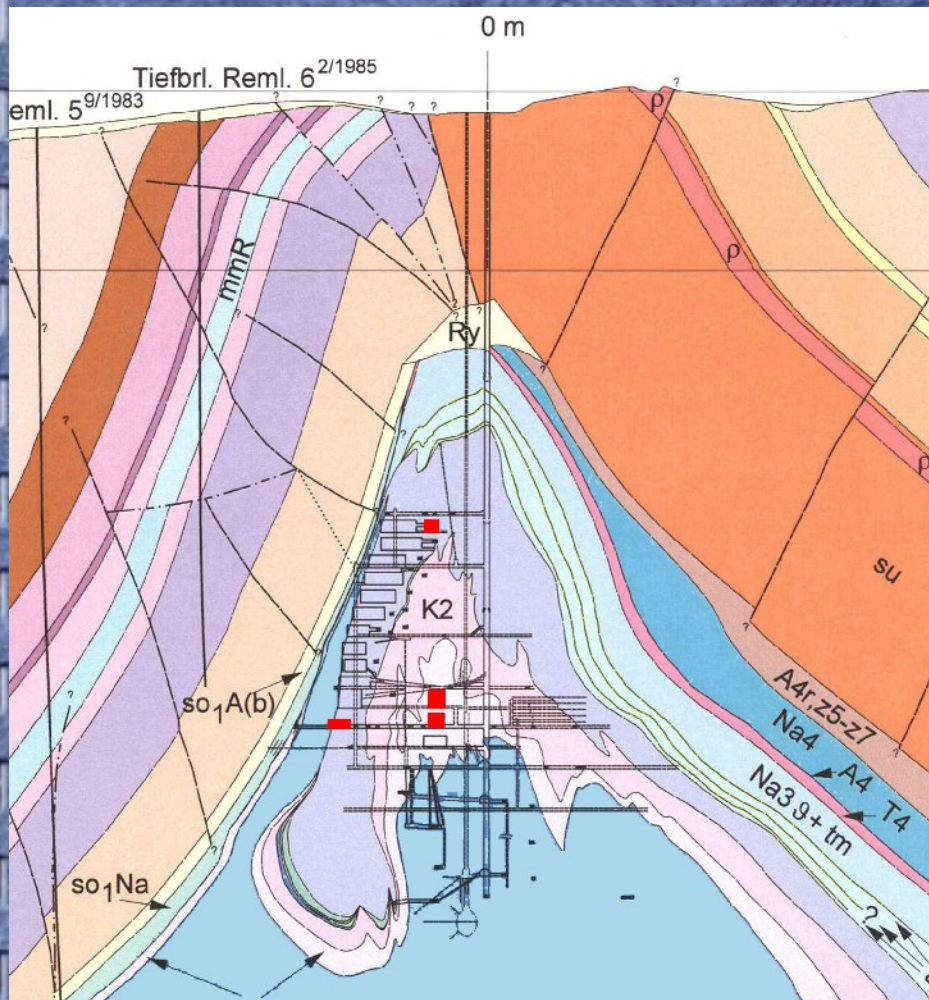 0 m
Tiefbrl. Reml. 6 2/1985
eml. 5 9/1983
ρ
mmR
ρ
Ry
ρ
su
K2
so1A(b)
A4r,z5-z7
Na4
A4
T4
Na3ϑ+ tm
so1Na
?